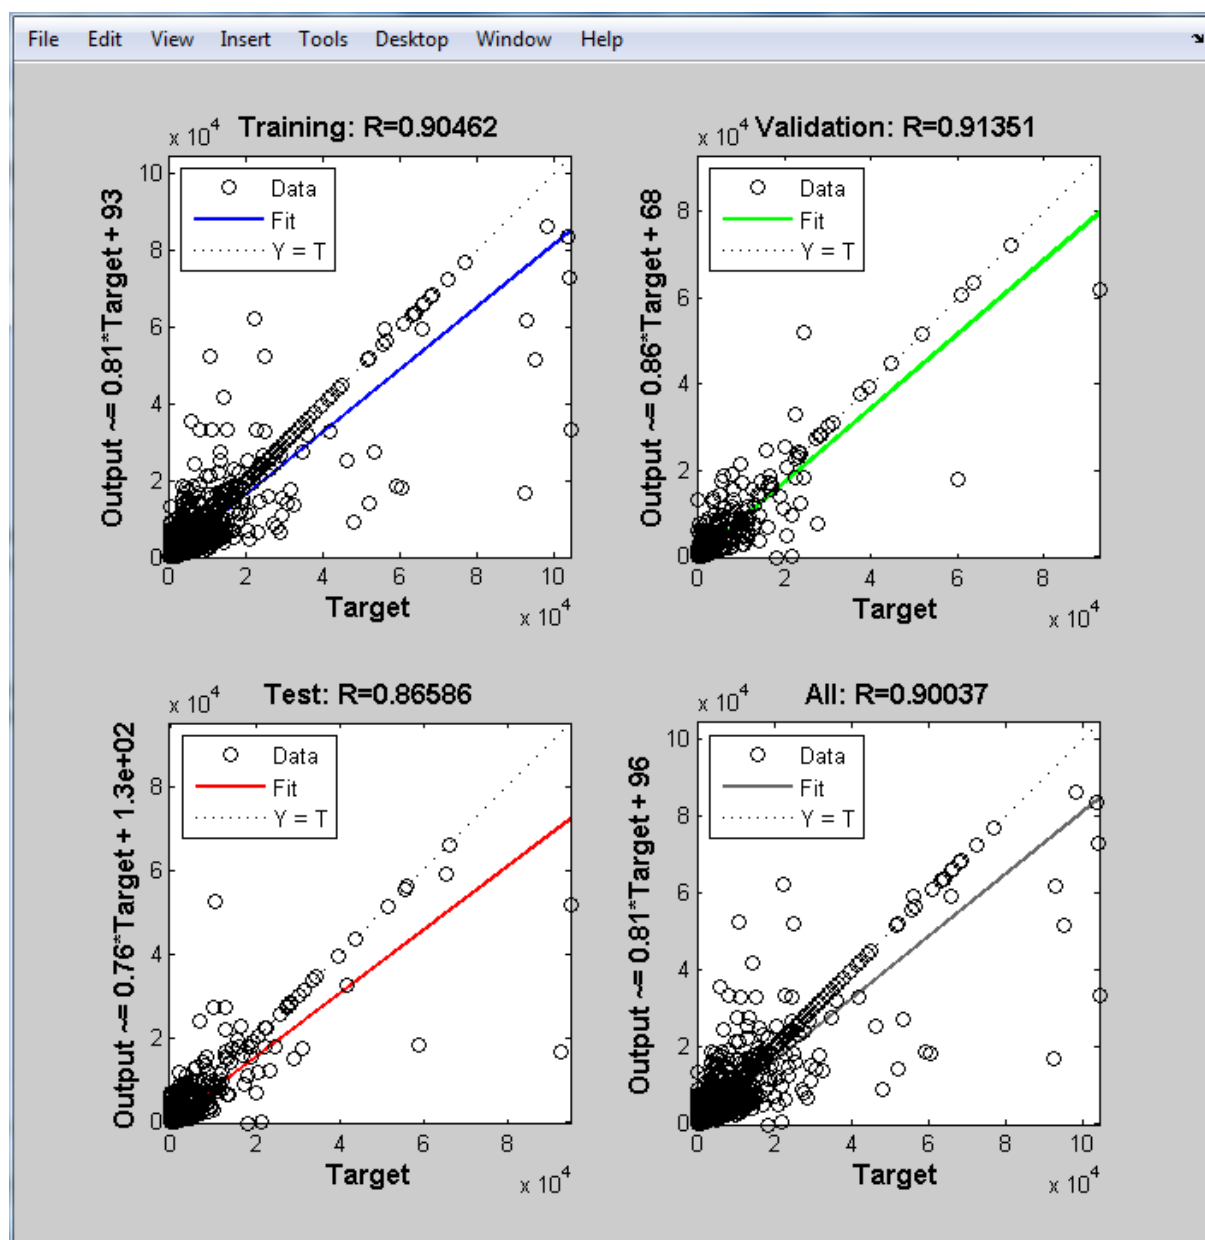 File Edit View Insert Tools Desktop Window Help
x 10^4
Training: R=0.90462
Output ~= 0.81*Target + 93
10
8
6
4
2
0
Data
Fit
Y = T
0 2 4 6 8 10
Target
x 10^4
x 10^4
Validation: R=0.91351
Output ~= 0.86*Target + 68
8
6
4
2
0
Data
Fit
Y = T
0 2 4 6 8
Target
x 10^4
x 10^4
Test: R=0.86586
Output ~= 0.76*Target + 1.3e+02
8
6
4
2
0
Data
Fit
Y = T
0 2 4 6 8
Target
x 10^4
x 10^4
All: R=0.90037
Output ~= 0.81*Target + 96
10
8
6
4
2
0
Data
Fit
Y = T
0 2 4 6 8 10
Target
x 10^4